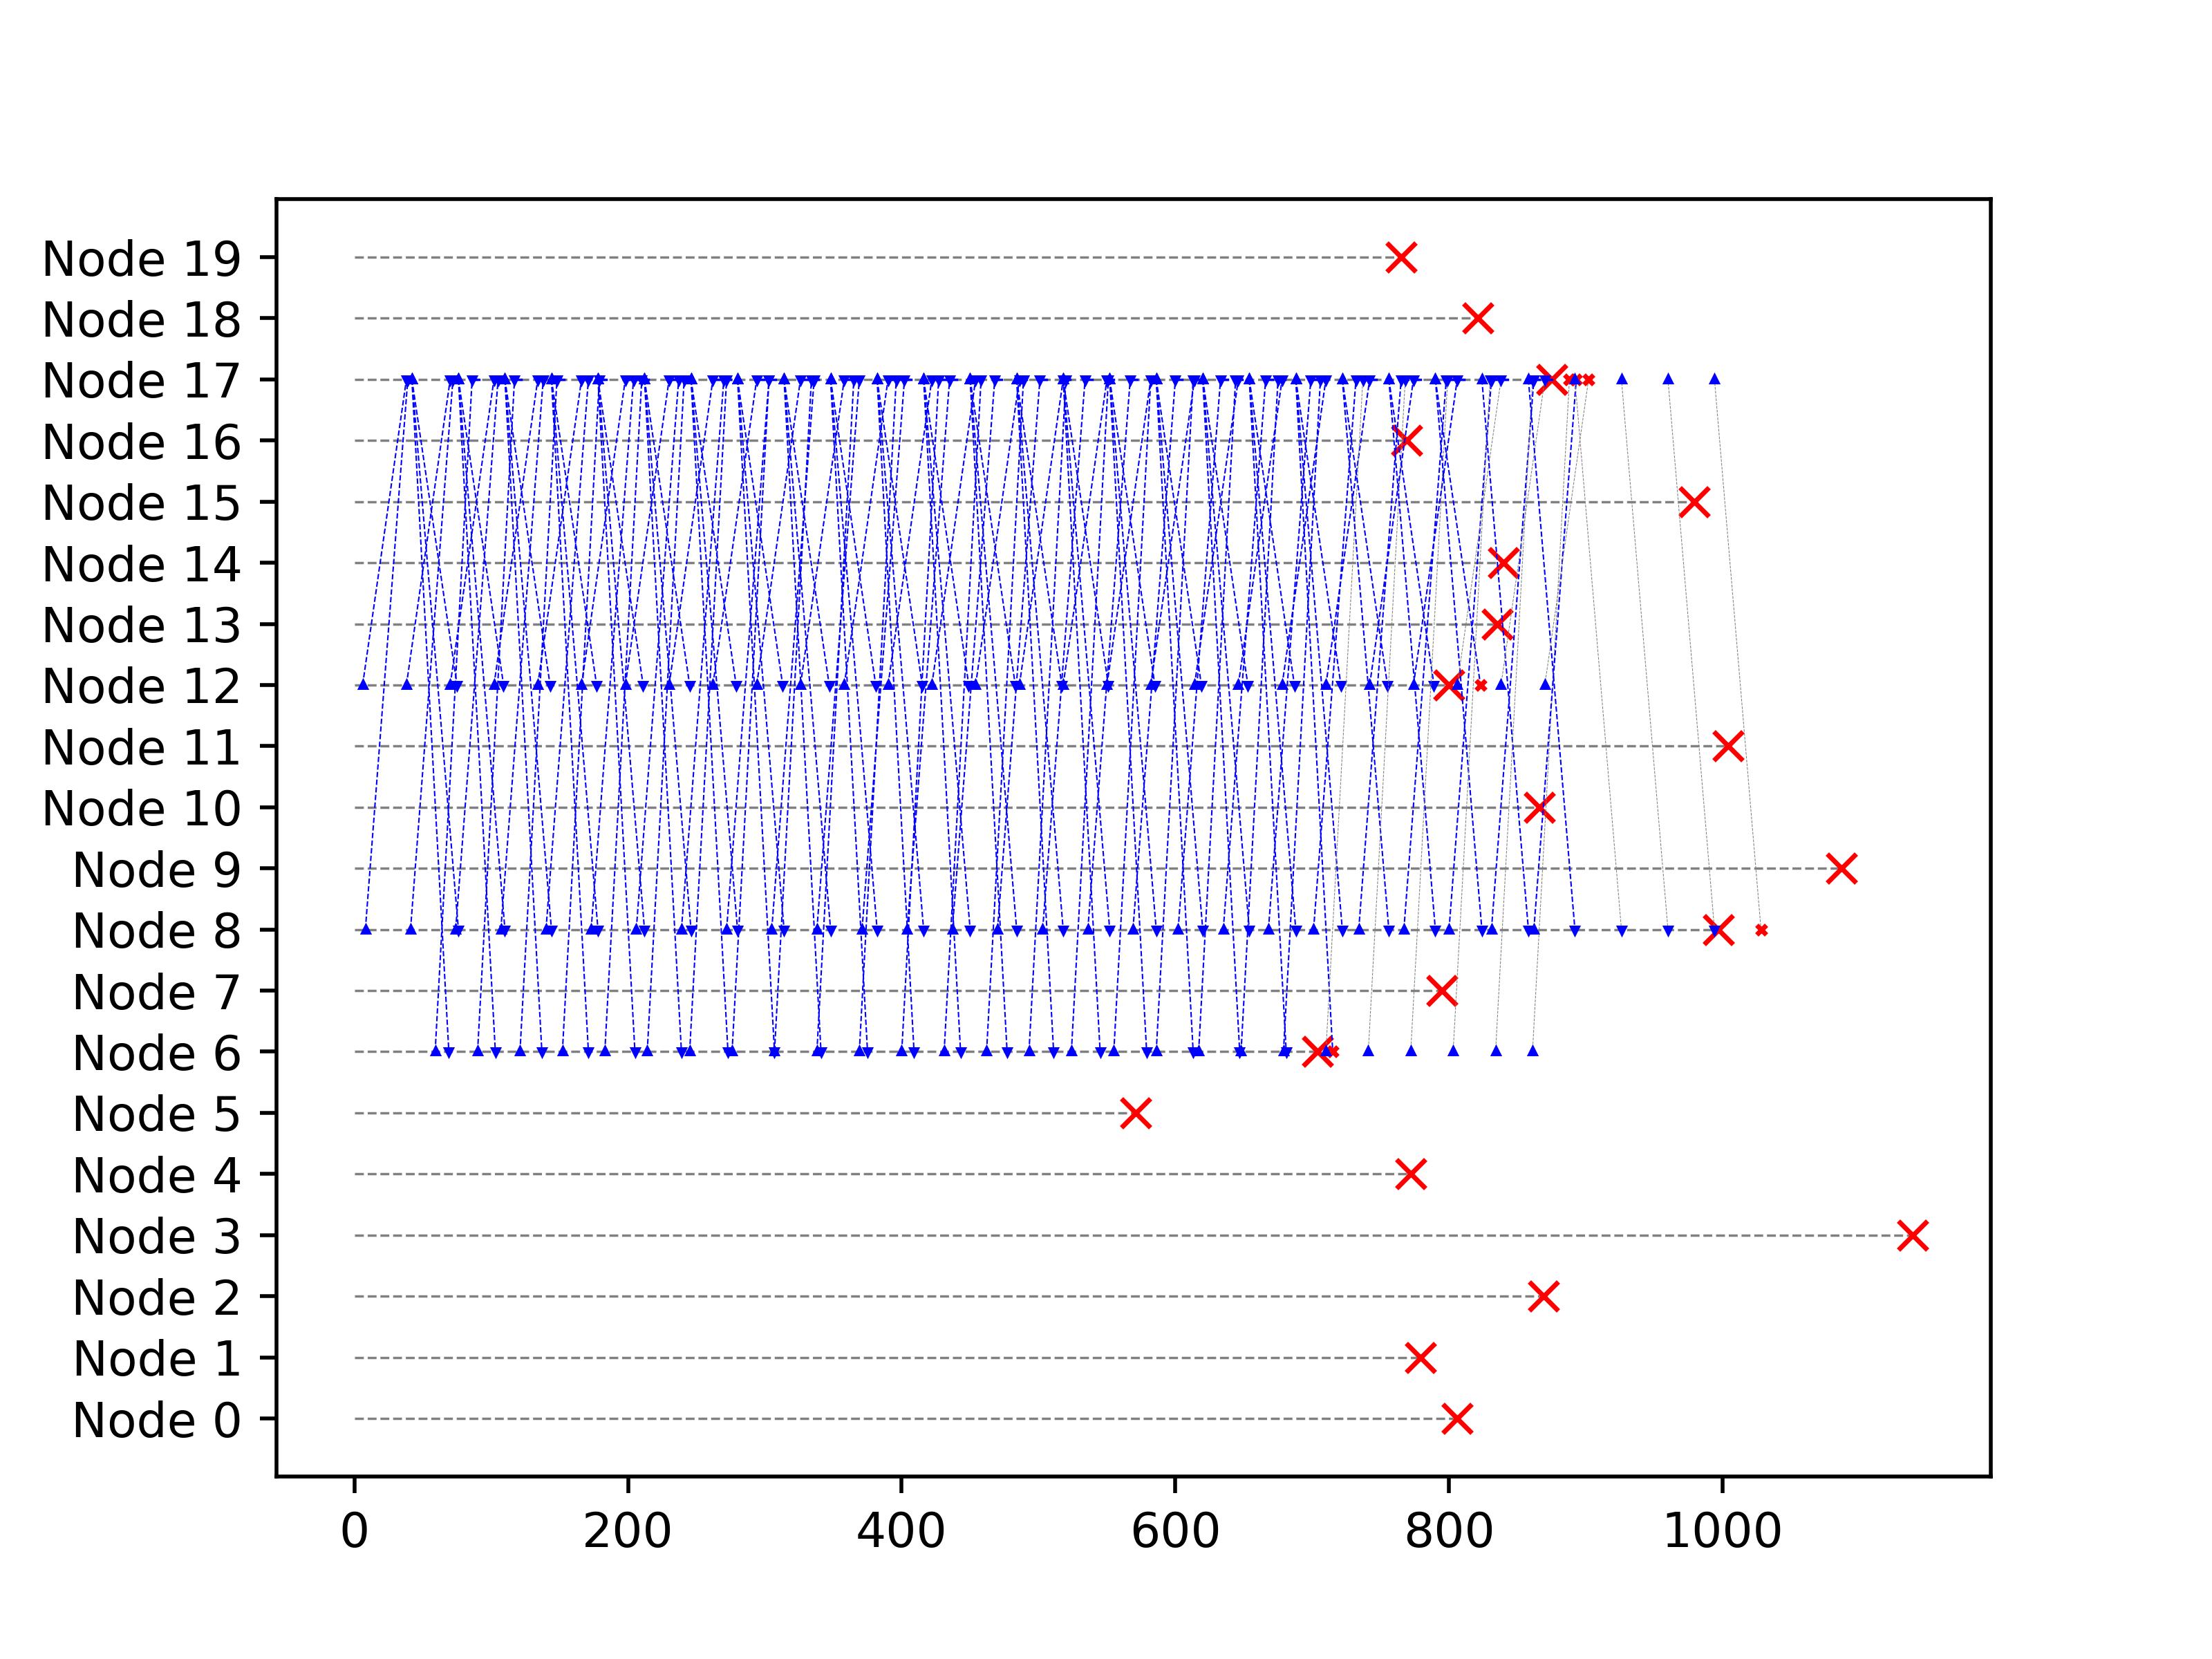 Node 19
Node 18
Node 17
Node 16
Node 15
Node 14
Node 13
Node 12
Node 11
Node 10
Node 9
Node 8
Node 7
Node 6
Node 5
Node 4
Node 3
Node 2
Node 1
Node 0
0 200 400 600 800 1000